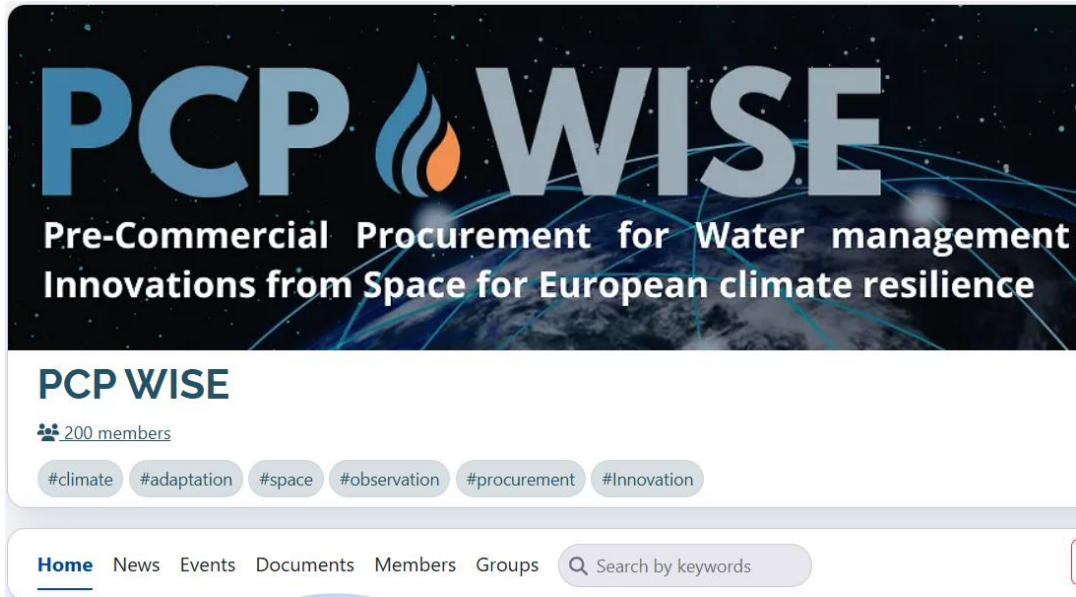 PCP WISE
Pre-Commercial Procurement for Water management
Innovations from Space for European climate resilience
PCP WISE
200 members
#climate #adaptation #space #observation #procurement #Innovation
Home News Events Documents Members Groups Search by keywords